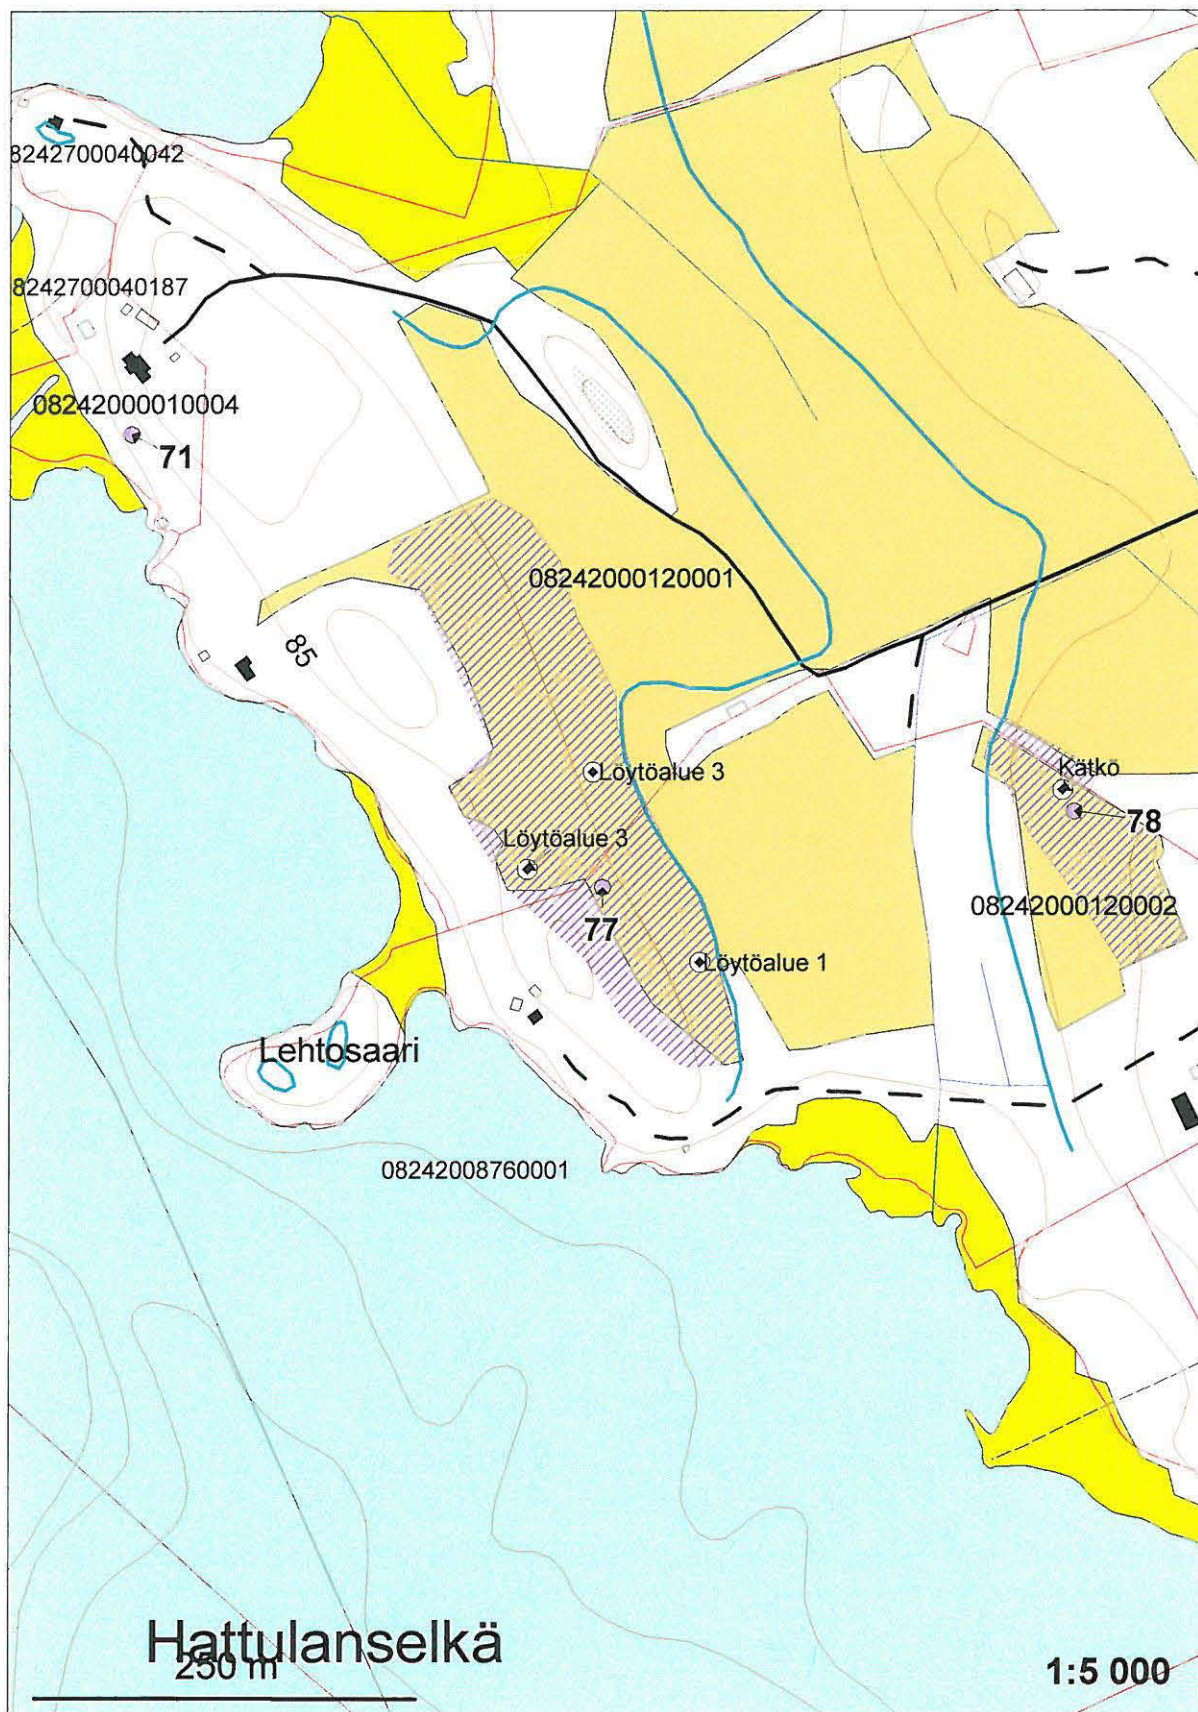 8242700040042
8242700040187
08242000010004
71
08242000120001
85
Löytöalue 3
Kätkö
78
Löytöalue 3
08242000120002
77
Löytöalue 1
Lehtosaari
08242008760001
Hattulanselkä
250 m
1:5 000